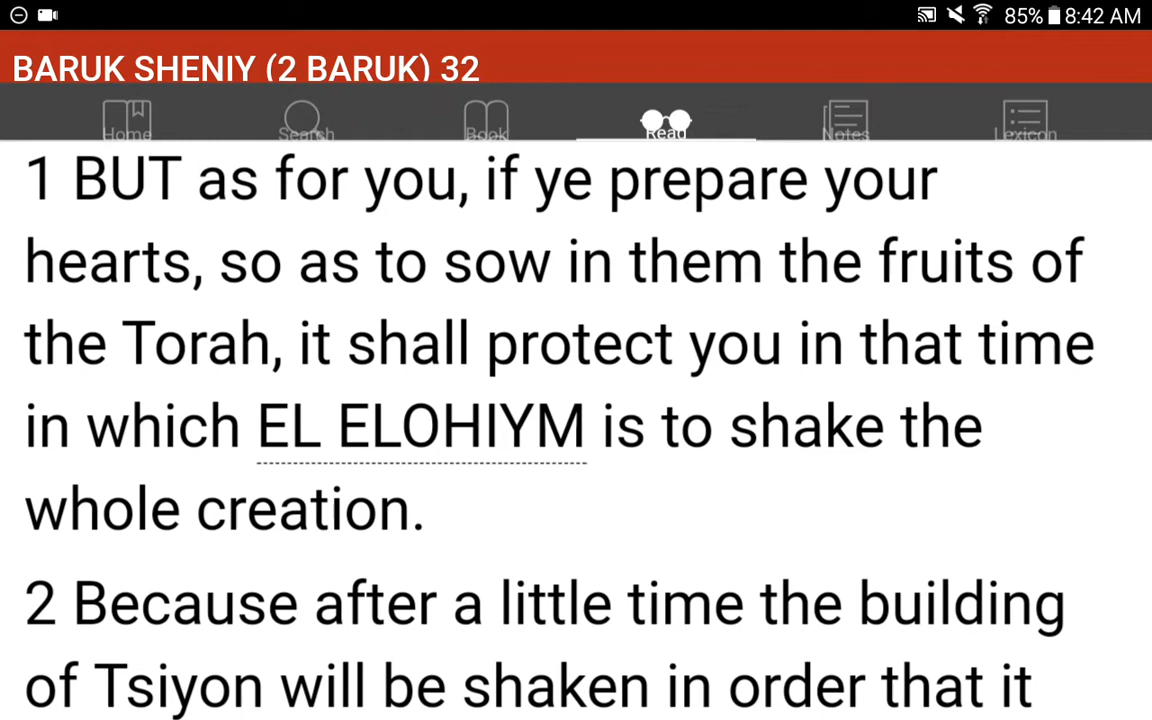 85% 8:42 AM
BARUK SHENIY (2 BARUK) 32
Home Search Book Read Notes Lexicon
1 BUT as for you, if ye prepare your
hearts, so as to sow in them the fruits of
the Torah, it shall protect you in that time
in which EL ELOHIYM is to shake the
whole creation.
2 Because after a little time the building
of Tsiyon will be shaken in order that it